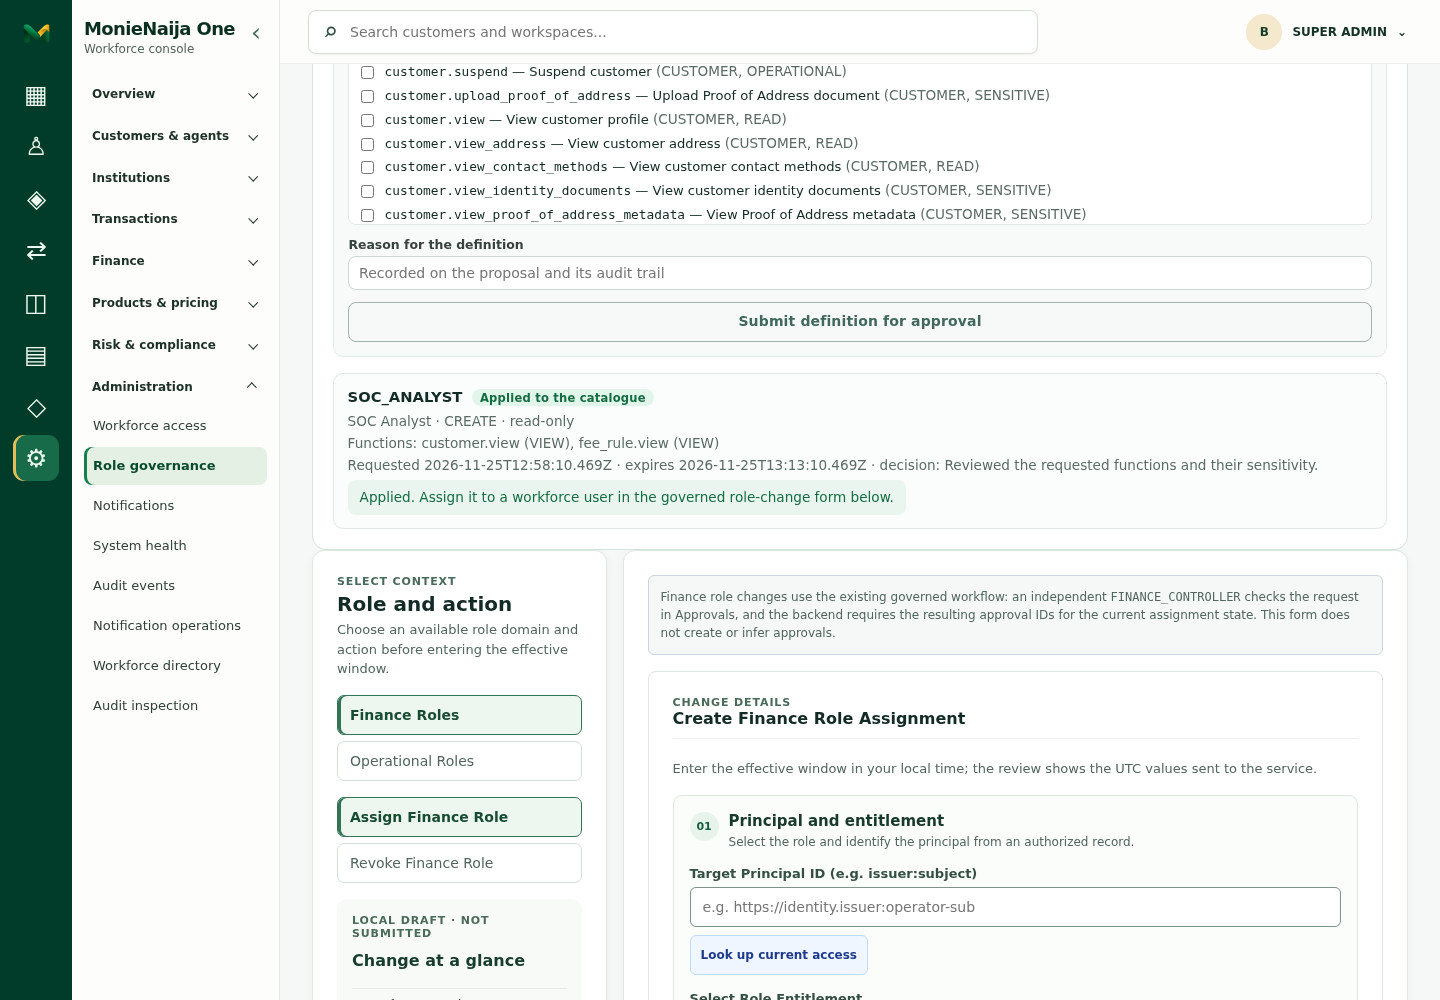 MonieNaija One
Workforce console
Search customers and workspaces...
B SUPER ADMIN
Overview
Customers & agents
Institutions
Transactions
Finance
Products & pricing
Risk & compliance
Administration
Workforce access
Role governance
Notifications
System health
Audit events
Notification operations
Workforce directory
Audit inspection
customer.suspend — Suspend customer (CUSTOMER, OPERATIONAL)
customer.upload_proof_of_address — Upload Proof of Address document (CUSTOMER, SENSITIVE)
customer.view — View customer profile (CUSTOMER, READ)
customer.view_address — View customer address (CUSTOMER, READ)
customer.view_contact_methods — View customer contact methods (CUSTOMER, READ)
customer.view_identity_documents — View customer identity documents (CUSTOMER, SENSITIVE)
customer.view_proof_of_address_metadata — View Proof of Address metadata (CUSTOMER, SENSITIVE)
Reason for the definition
Recorded on the proposal and its audit trail
Submit definition for approval
SOC_ANALYST Applied to the catalogue
SOC Analyst · CREATE · read-only
Functions: customer.view (VIEW), fee_rule.view (VIEW)
Requested 2026-11-25T12:58:10.469Z · expires 2026-11-25T13:13:10.469Z · decision: Reviewed the requested functions and their sensitivity.
Applied. Assign it to a workforce user in the governed role-change form below.
SELECT CONTEXT
Role and action
Choose an available role domain and
action before entering the effective
window.
Finance Roles
Operational Roles
Assign Finance Role
Revoke Finance Role
LOCAL DRAFT · NOT
SUBMITTED
Change at a glance
Finance role changes use the existing governed workflow: an independent FINANCE_CONTROLLER checks the request
in Approvals, and the backend requires the resulting approval IDs for the current assignment state. This form does
not create or infer approvals.
CHANGE DETAILS
Create Finance Role Assignment
Enter the effective window in your local time; the review shows the UTC values sent to the service.
01 Principal and entitlement
Select the role and identify the principal from an authorized record.
Target Principal ID (e.g. issuer:subject)
e.g. https://identity.issuer:operator-sub
Look up current access
Select Role Entitlement